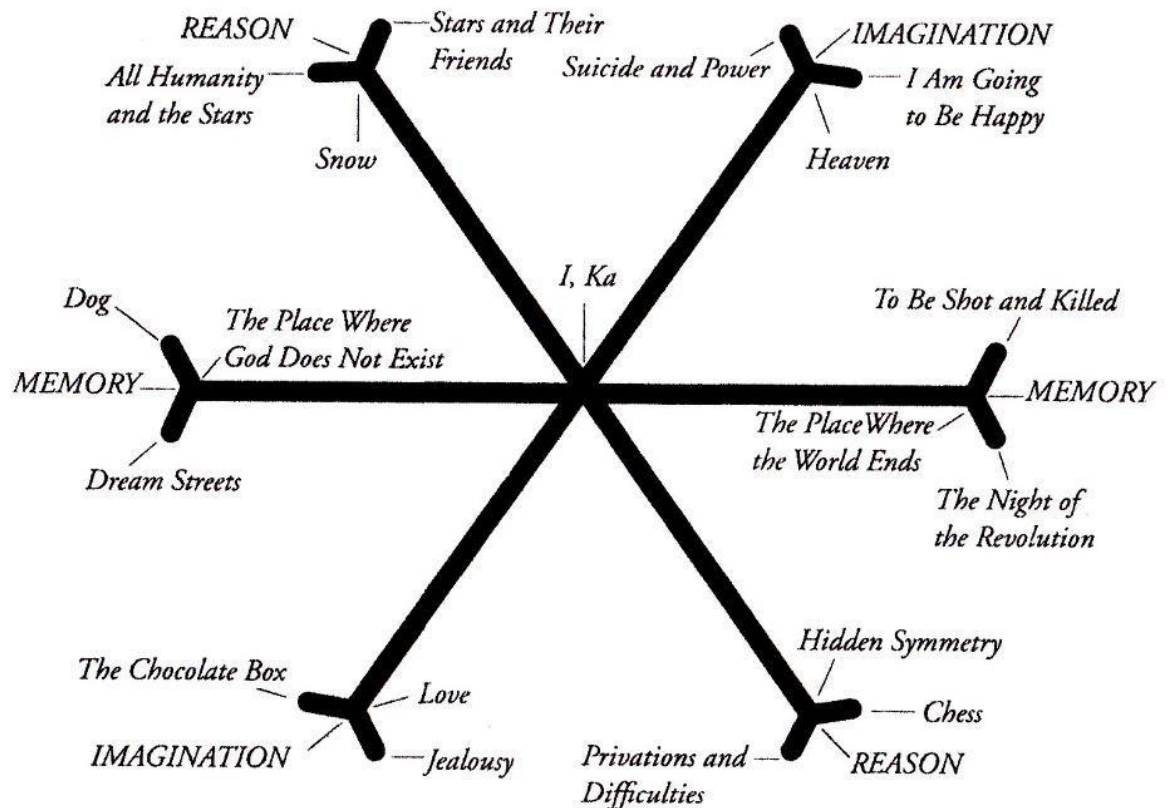 REASON
Stars and Their
Friends
All Humanity
and the Stars
Snow
IMAGINATION
Suicide and Power
I Am Going
to Be Happy
Heaven
I, Ka
Dog
The Place Where
God Does Not Exist
MEMORY
Dream Streets
To Be Shot and Killed
MEMORY
The Place Where
the World Ends
The Night of
the Revolution
The Chocolate Box
Love
IMAGINATION
Jealousy
Hidden Symmetry
Chess
Privations and
Difficulties
REASON